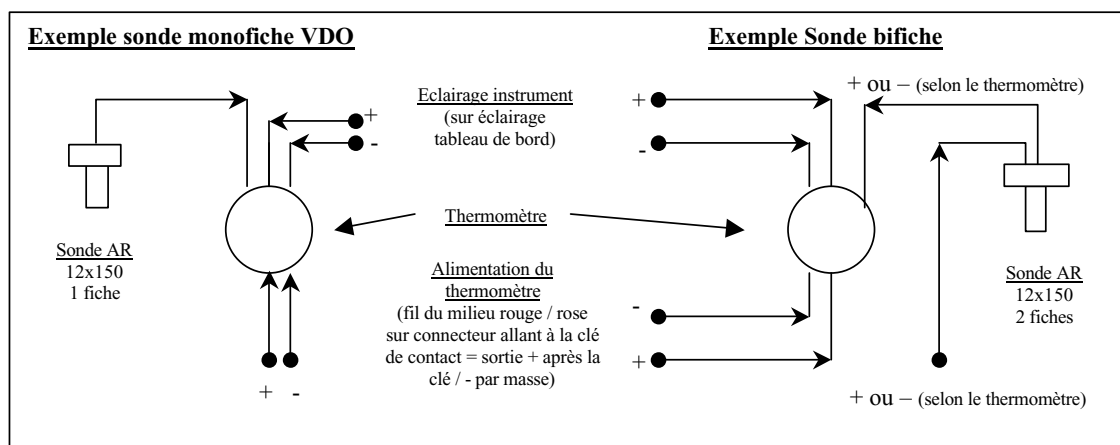 Exemple sonde monofiche VDO
Exemple Sonde bifiche
+ ou – (selon le thermomètre)
Eclairage instrument
(sur éclairage
tableau de bord)
+
-
+
-
Thermomètre
Sonde AR
12x150
1 fiche
Alimentation du
thermomètre
(fil du milieu rouge / rose
sur connecteur allant à la clé
de contact = sortie + après la
clé / - par masse)
-
+
Sonde AR
12x150
2 fiches
+ -
+ ou – (selon le thermomètre)